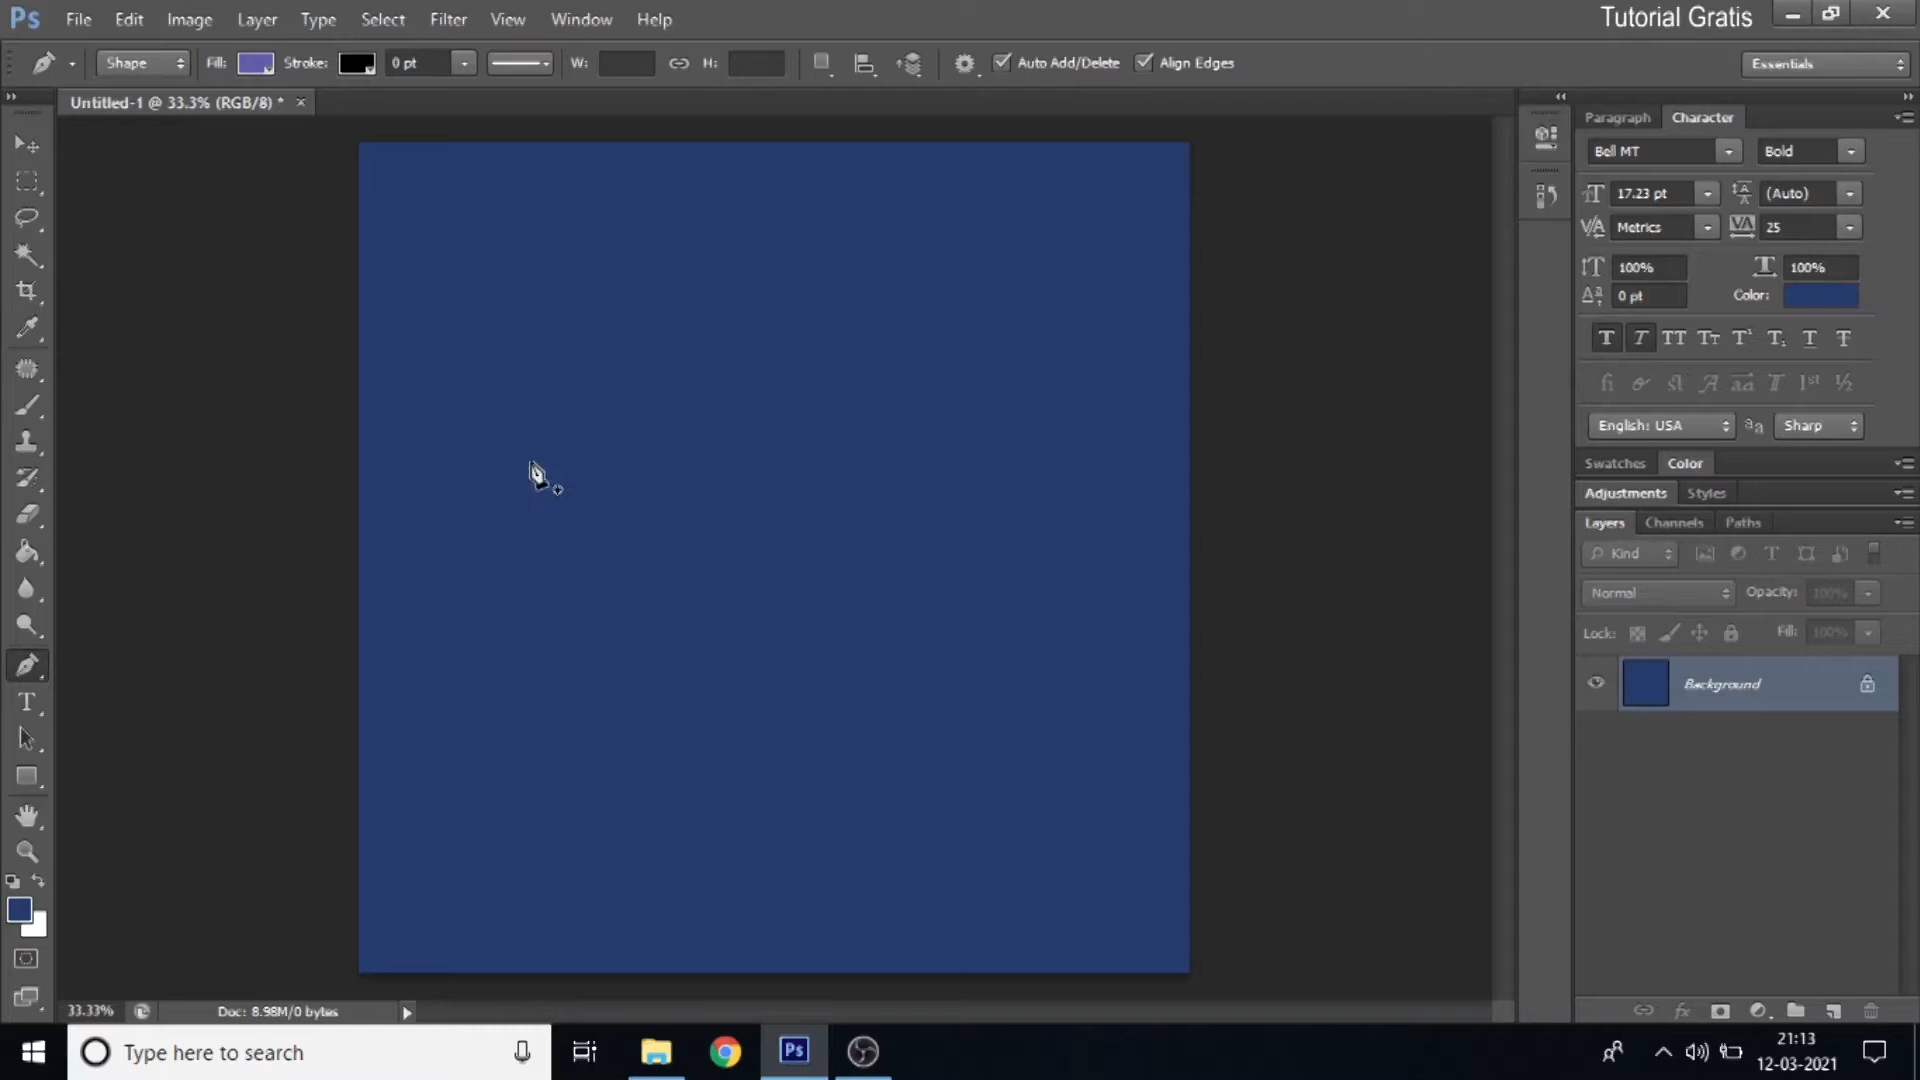 Ps File Edit Image Layer Type Select Filter View Window Help Tutorial Gratis
Shape Fill: Stroke: 0 pt W: H: Auto Add/Delete Align Edges Essentials
Untitled-1 @ 33.3% (RGB/8) *
Paragraph Character
Bell MT Bold
17.23 pt (Auto)
Metrics 25
100% 100%
0 pt Color:
English: USA Sharp
Swatches Color
Adjustments Styles
Layers Channels Paths
Kind
Normal Opacity: 100%
Lock: Fill: 100%
Background
33.33% Doc: 8.98M/0 bytes
Type here to search
Ps
21:13
12-03-2021